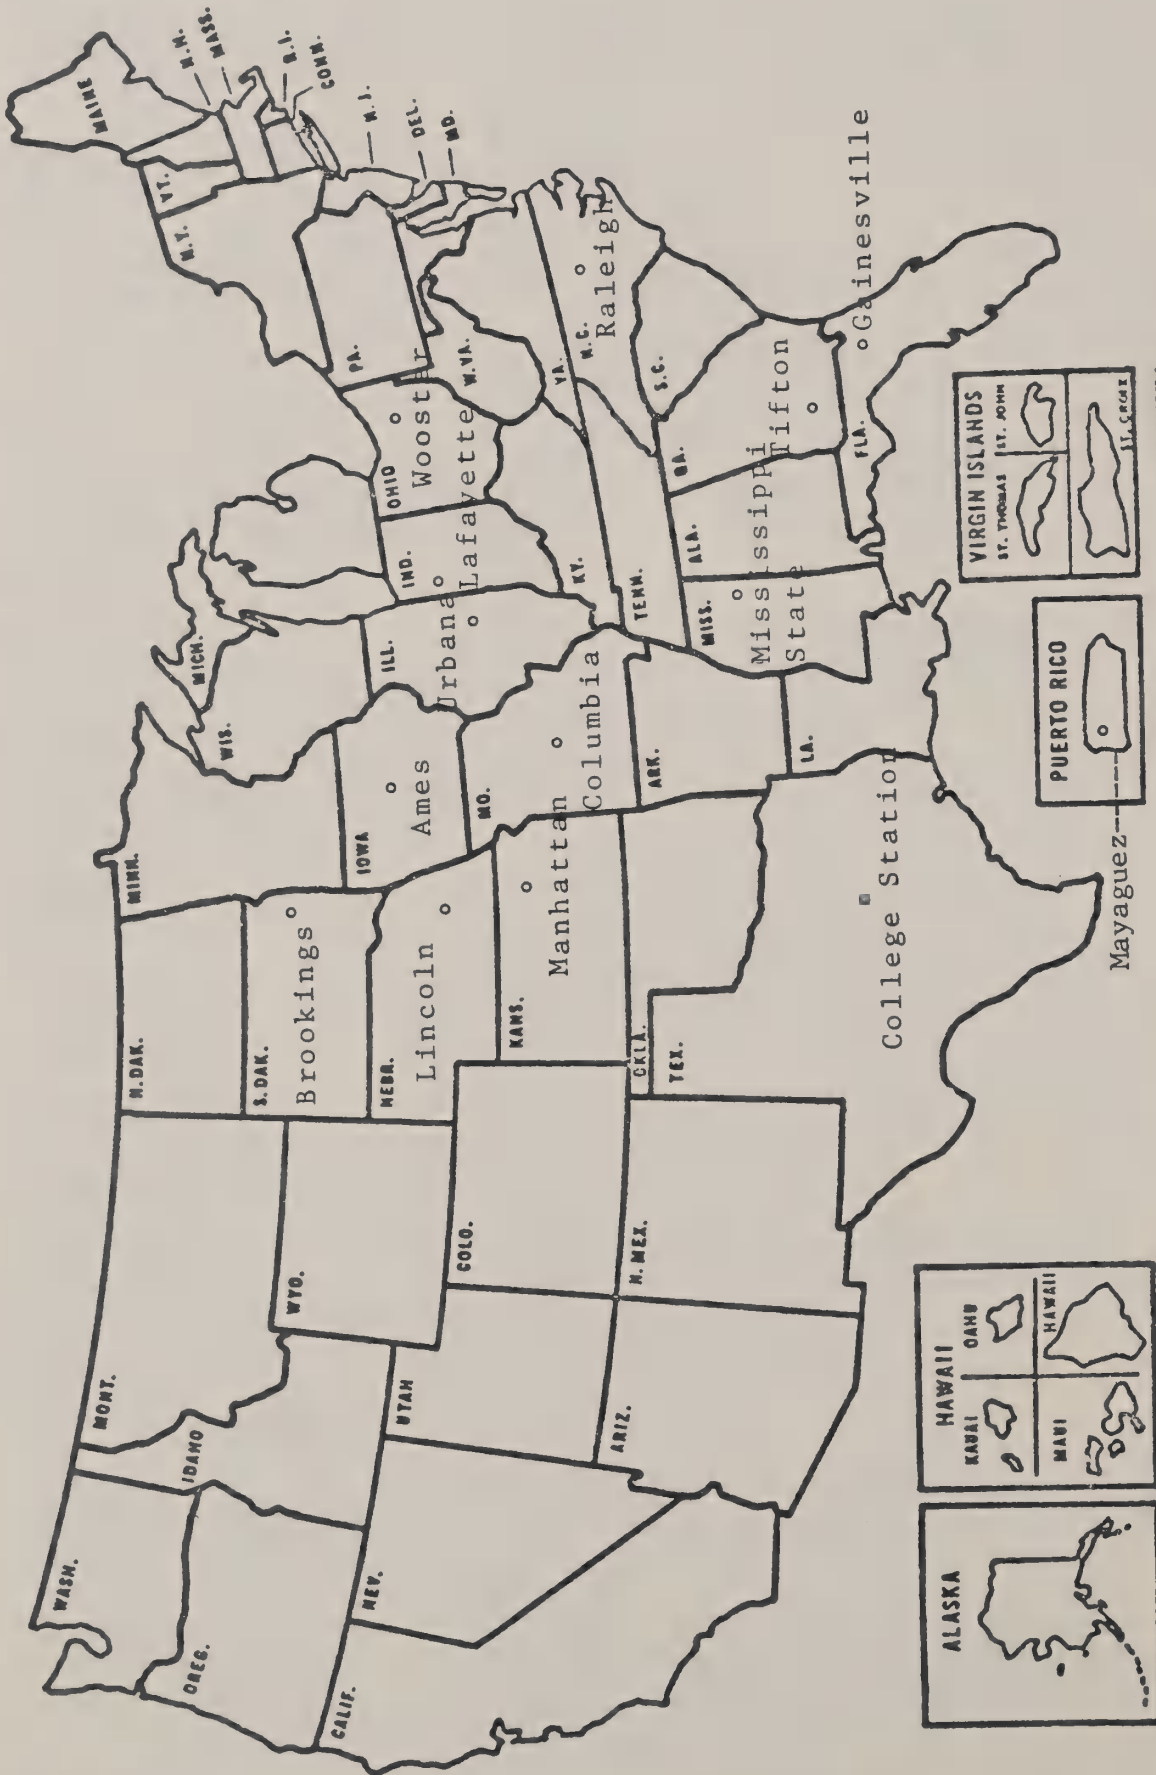 WASH.
OREG.
CALIF.
IDAHO
NEV.
MONT.
WYO.
UTAH
ARIZ.
COLO.
N. MEX.
N. DAK.
S. DAK.
Brookings
NEBR.
Lincoln
KANS.
Manhattan
OKLA.
TEX.
College Station
MINN.
IOWA
Ames
MO.
Columbia
ARK.
LA.
WIS.
MICH.
ILL.
Urbana
IND.
Lafayette
OHIO
Wooster
KY.
TENN.
MISS.
Mississippi
State
ALA.
GA.
Tifton
FLA.
Gainesville
S.C.
N.C.
Raleigh
VA.
W.VA.
PA.
N.Y.
VT.
MAINE
N.H.
MASS.
R.I.
CONN.
N.J.
DEL.
MD.
ALASKA
HAWAII
KAUAI
OAHU
MAUI
HAWAII
PUERTO RICO
Mayaguez
VIRGIN ISLANDS
ST. THOMAS
ST. JOHN
ST. CROIX